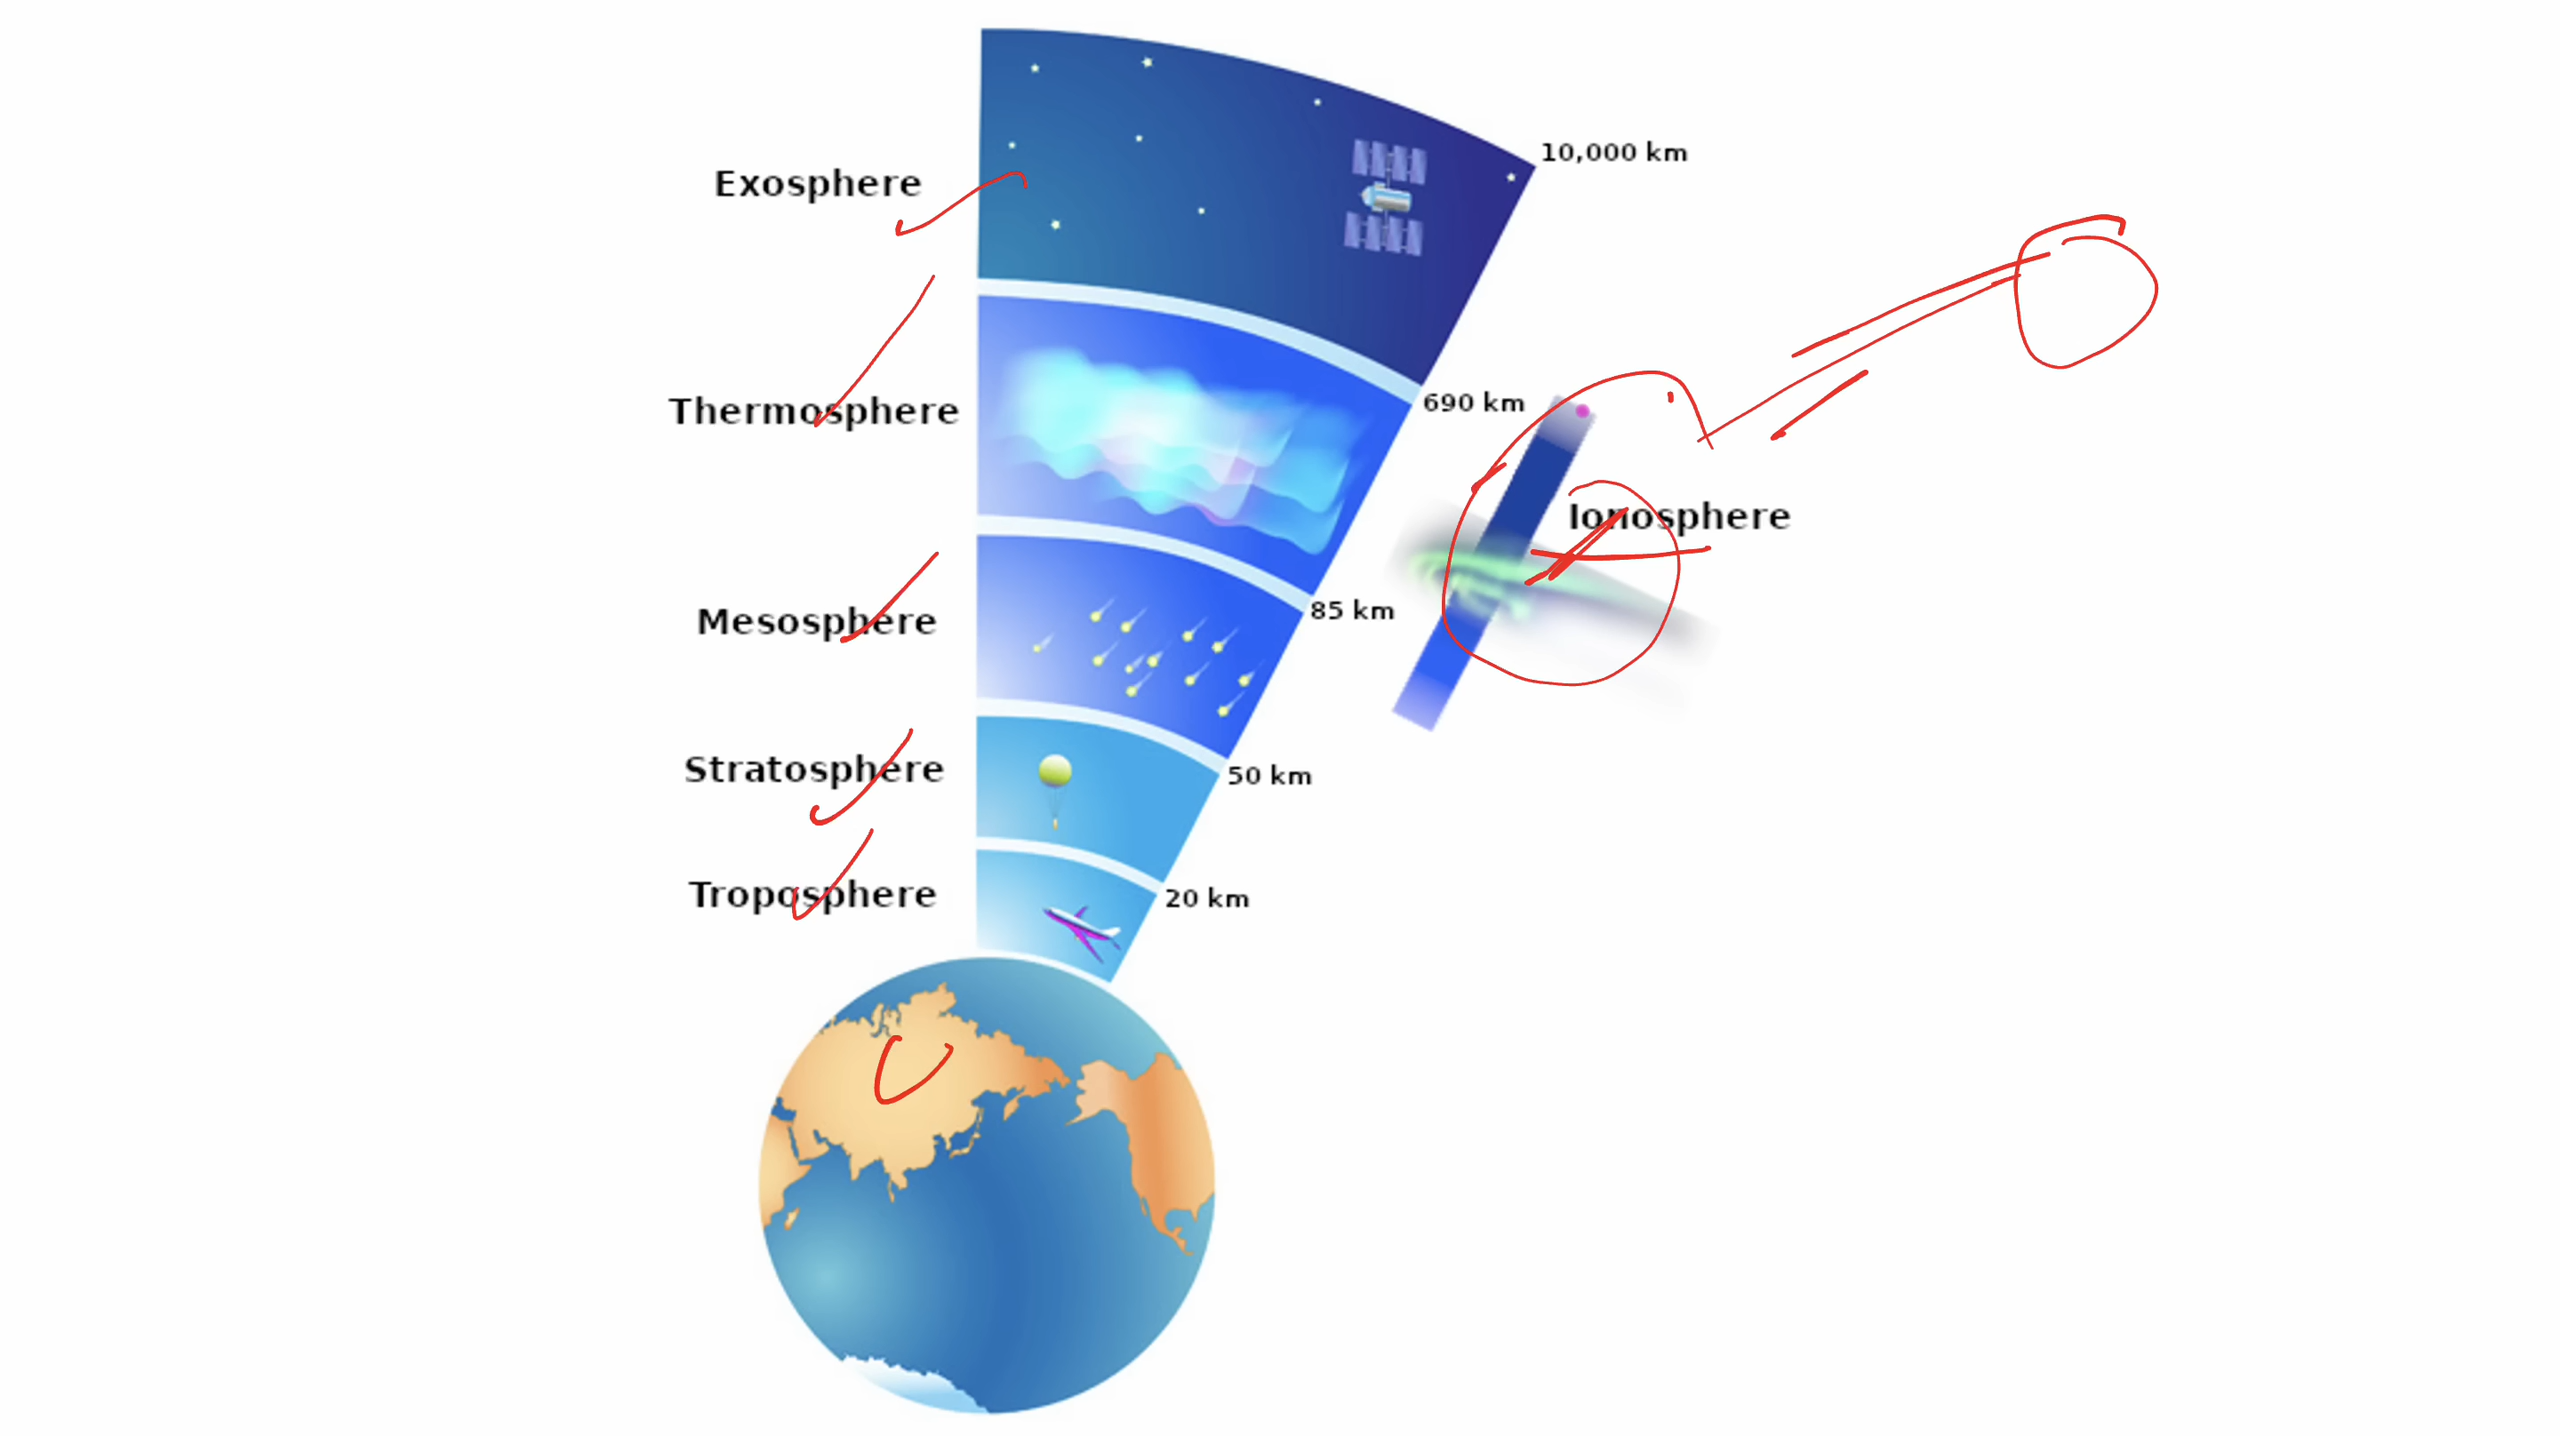 10,000 km
Exosphere
690 km
Thermosphere
Ionosphere
85 km
Mesosphere
50 km
Stratosphere
20 km
Troposphere